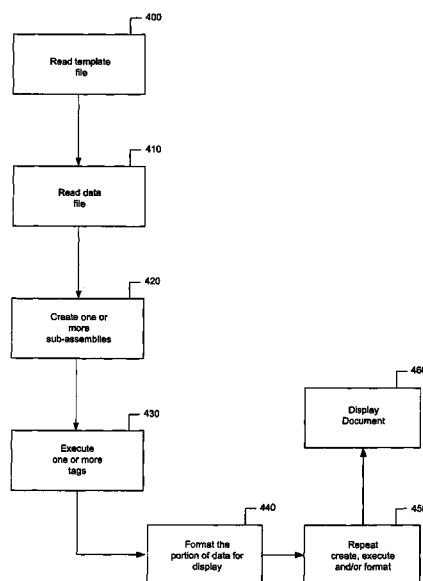 400
Read template
file
410
Read data
file
420
Create one or
more
sub-assemblies
430
Execute
one or more
tags
440
Format the
portion of data for
display
450
Repeat
create, execute
and/or format
460
Display
Document